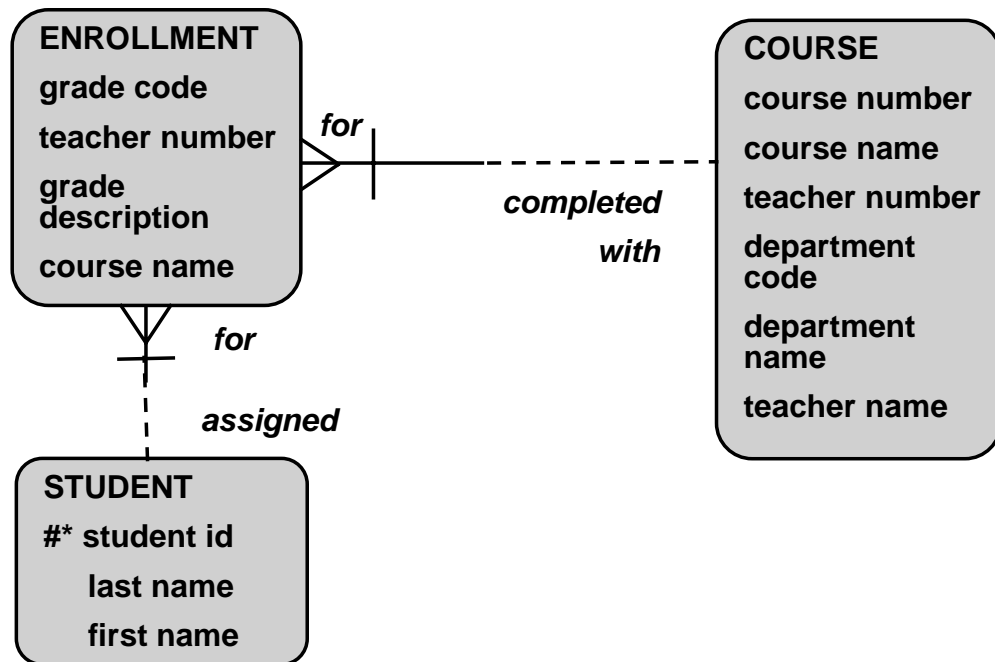 ENROLLMENT
grade code
teacher number
grade
description
course name
for
completed
with
COURSE
course number
course name
teacher number
department
code
department
name
teacher name
for
assigned
STUDENT
#* student id
last name
first name